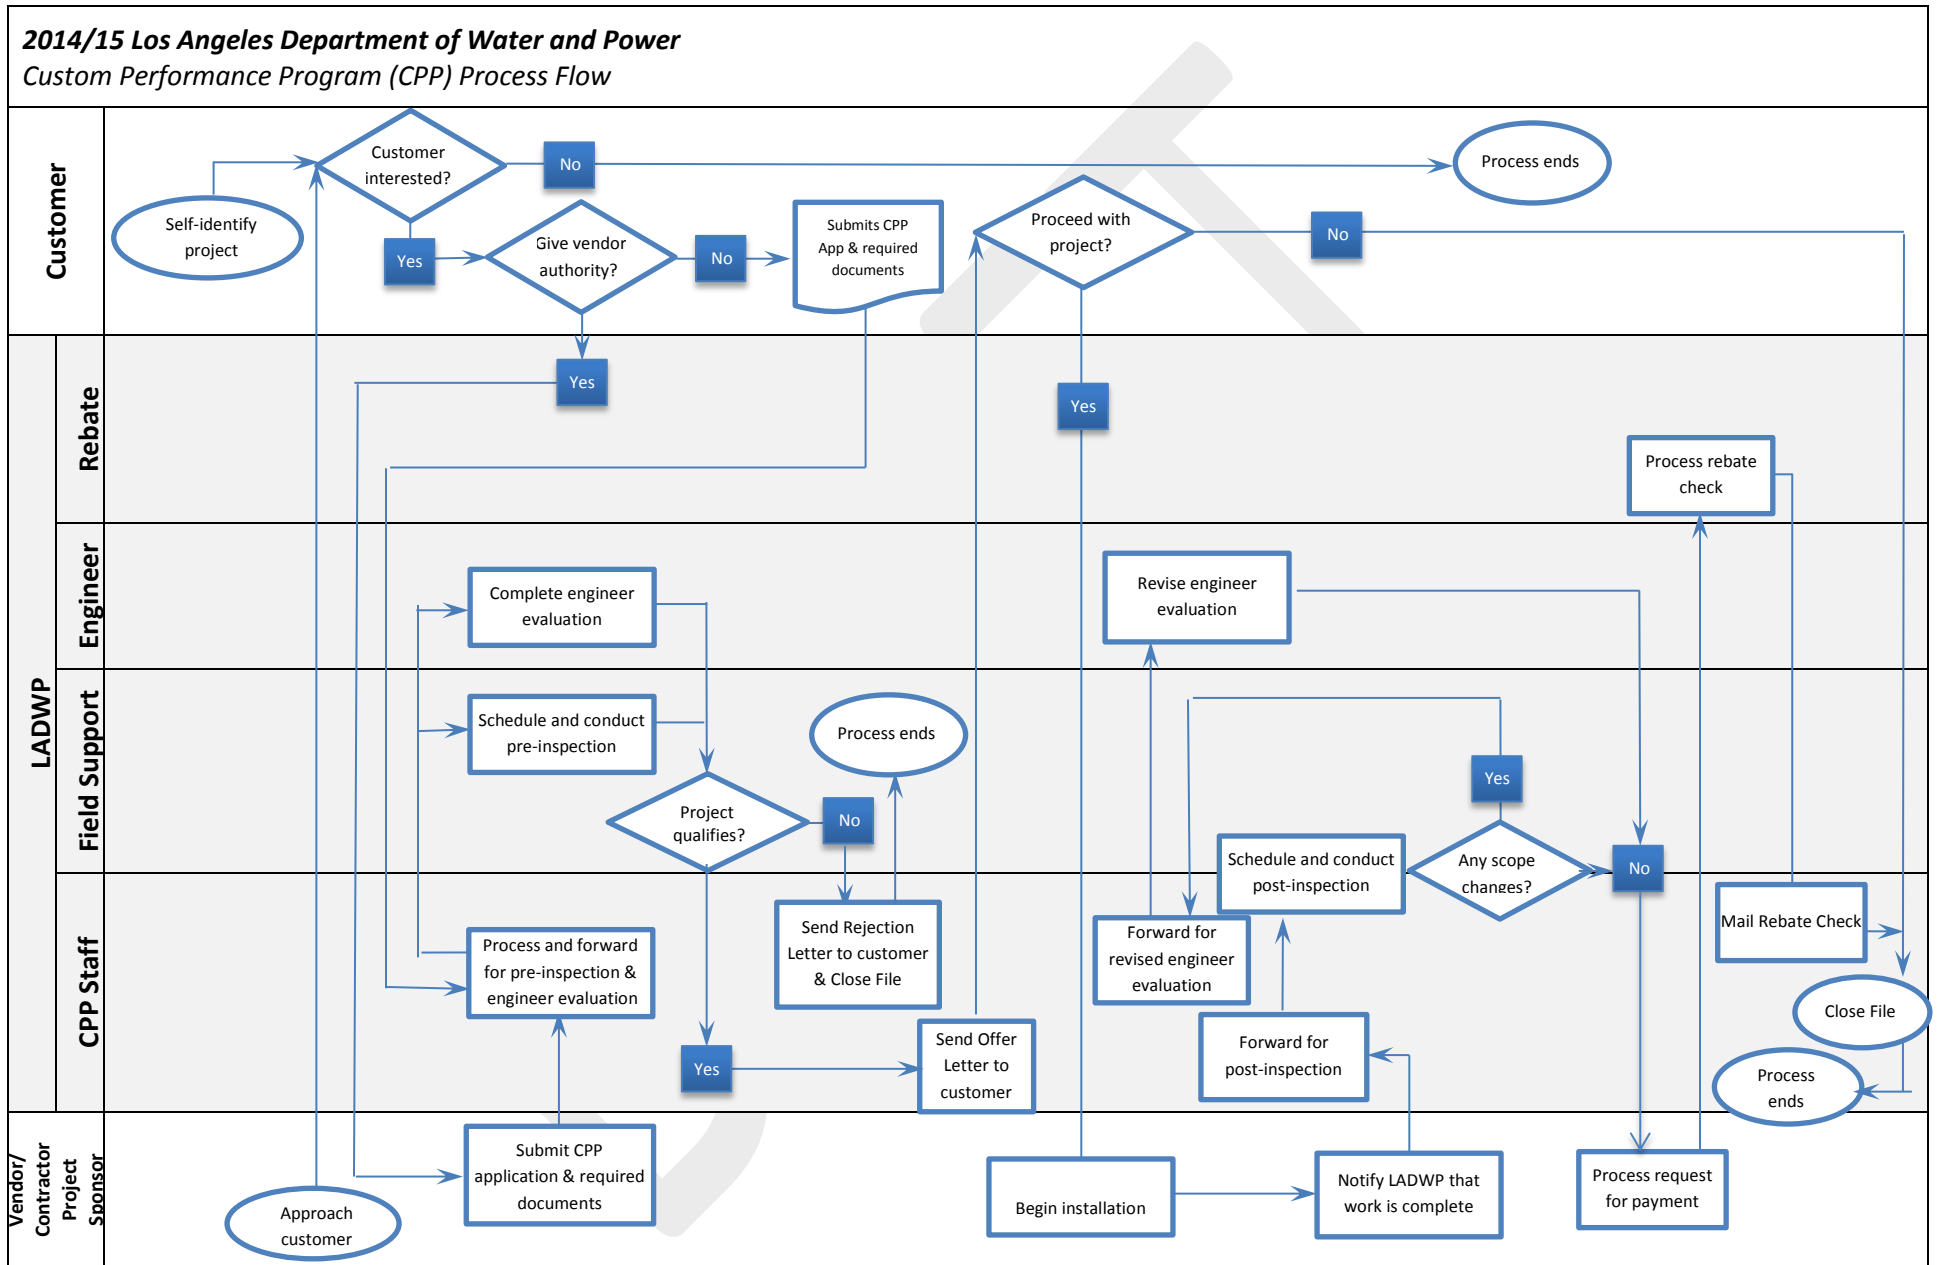 2014/15 Los Angeles Department of Water and Power
Custom Performance Program (CPP) Process Flow
Customer
Customer
interested?
No
Process ends
Self-identify
project
Yes
Give vendor
authority?
No
Submits CPP
App & required
documents
Proceed with
project?
No
LADWP
Rebate
Yes
Yes
Process rebate
check
Engineer
Complete engineer
evaluation
Revise engineer
evaluation
Field Support
Schedule and conduct
pre-inspection
Process ends
Project
qualifies?
No
Yes
Schedule and conduct
post-inspection
Any scope
changes?
No
CPP Staff
Process and forward
for pre-inspection &
engineer evaluation
Send Rejection
Letter to customer
& Close File
Yes
Send Offer
Letter to
customer
Forward for
revised engineer
evaluation
Forward for
post-inspection
Mail Rebate Check
Close File
Process
ends
Vendor/
Contractor
Project
Sponsor
Approach
customer
Submit CPP
application & required
documents
Begin installation
Notify LADWP that
work is complete
Process request
for payment